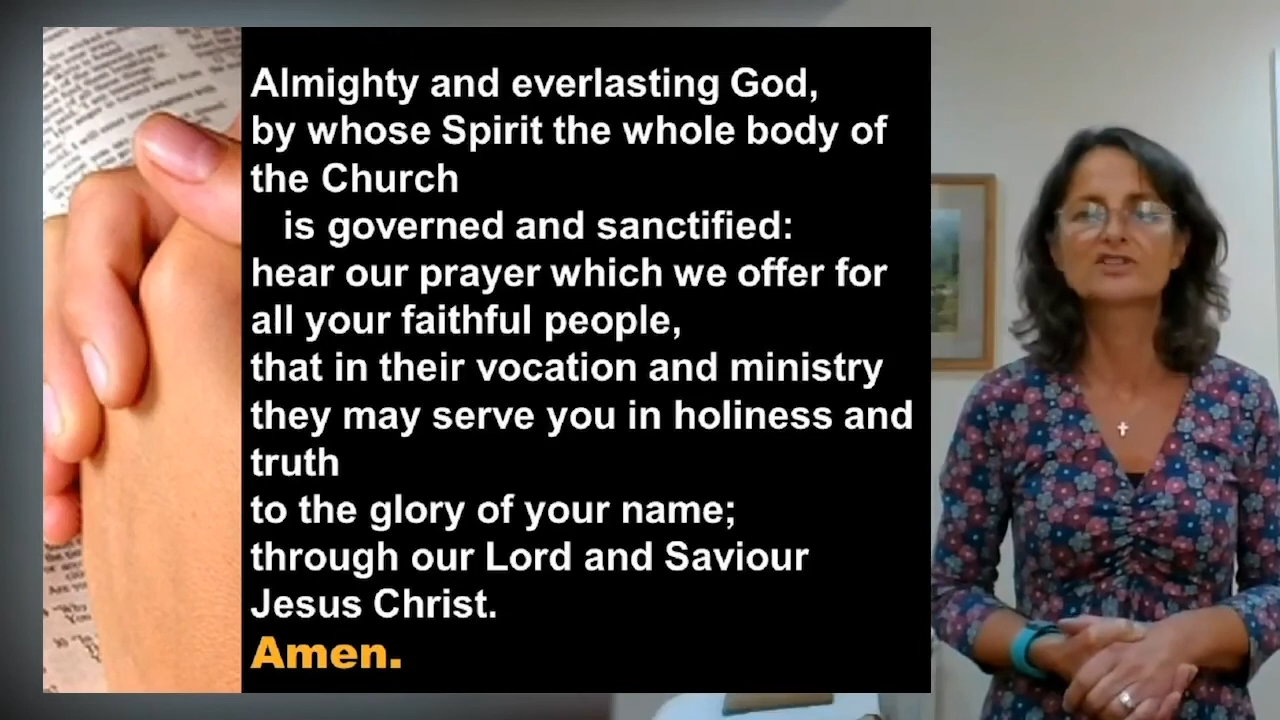 Almighty and everlasting God,
by whose Spirit the whole body of
the Church
is governed and sanctified:
hear our prayer which we offer for
all your faithful people,
that in their vocation and ministry
they may serve you in holiness and
truth
to the glory of your name;
through our Lord and Saviour
Jesus Christ.
Amen.